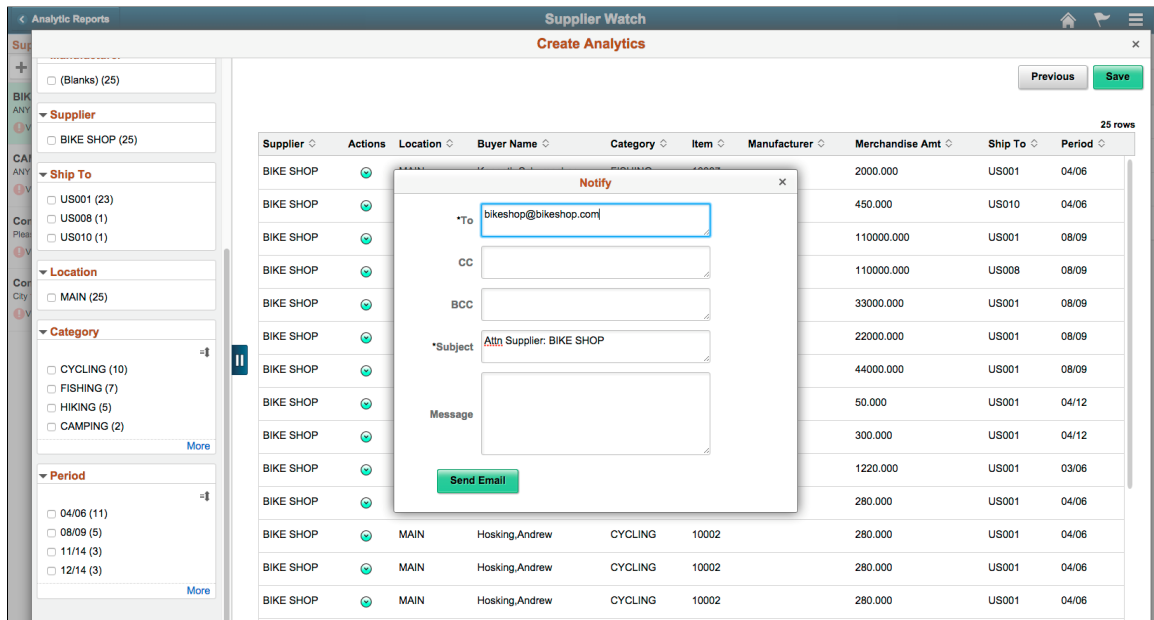 Analytic Reports
Supplier Watch
Sup
Create Analytics
×
BIK
ANY
CAI
ANY
Con
Plea
Con
City
(Blanks) (25)
Supplier
BIKE SHOP (25)
Ship To
US001 (23)
US008 (1)
US010 (1)
Location
MAIN (25)
Category
CYCLING (10)
FISHING (7)
HIKING (5)
CAMPING (2)
More
Period
04/06 (11)
08/09 (5)
11/14 (3)
12/14 (3)
More
Previous
Save
25 rows
Supplier Actions Location Buyer Name Category Item Manufacturer Merchandise Amt Ship To Period
BIKE SHOP 2000.000 US001 04/06
BIKE SHOP 450.000 US010 04/06
BIKE SHOP 110000.000 US001 08/09
BIKE SHOP 110000.000 US008 08/09
BIKE SHOP 33000.000 US001 08/09
BIKE SHOP 22000.000 US001 08/09
BIKE SHOP 44000.000 US001 08/09
BIKE SHOP 50.000 US001 04/12
BIKE SHOP 300.000 US001 04/12
BIKE SHOP 1220.000 US001 03/06
BIKE SHOP 280.000 US001 04/06
BIKE SHOP MAIN Hosking,Andrew CYCLING 10002 280.000 US001 04/06
BIKE SHOP MAIN Hosking,Andrew CYCLING 10002 280.000 US001 04/06
BIKE SHOP MAIN Hosking,Andrew CYCLING 10002 280.000 US001 04/06
Notify
×
*To bikeshop@bikeshop.com
CC
BCC
*Subject Attn Supplier: BIKE SHOP
Message
Send Email